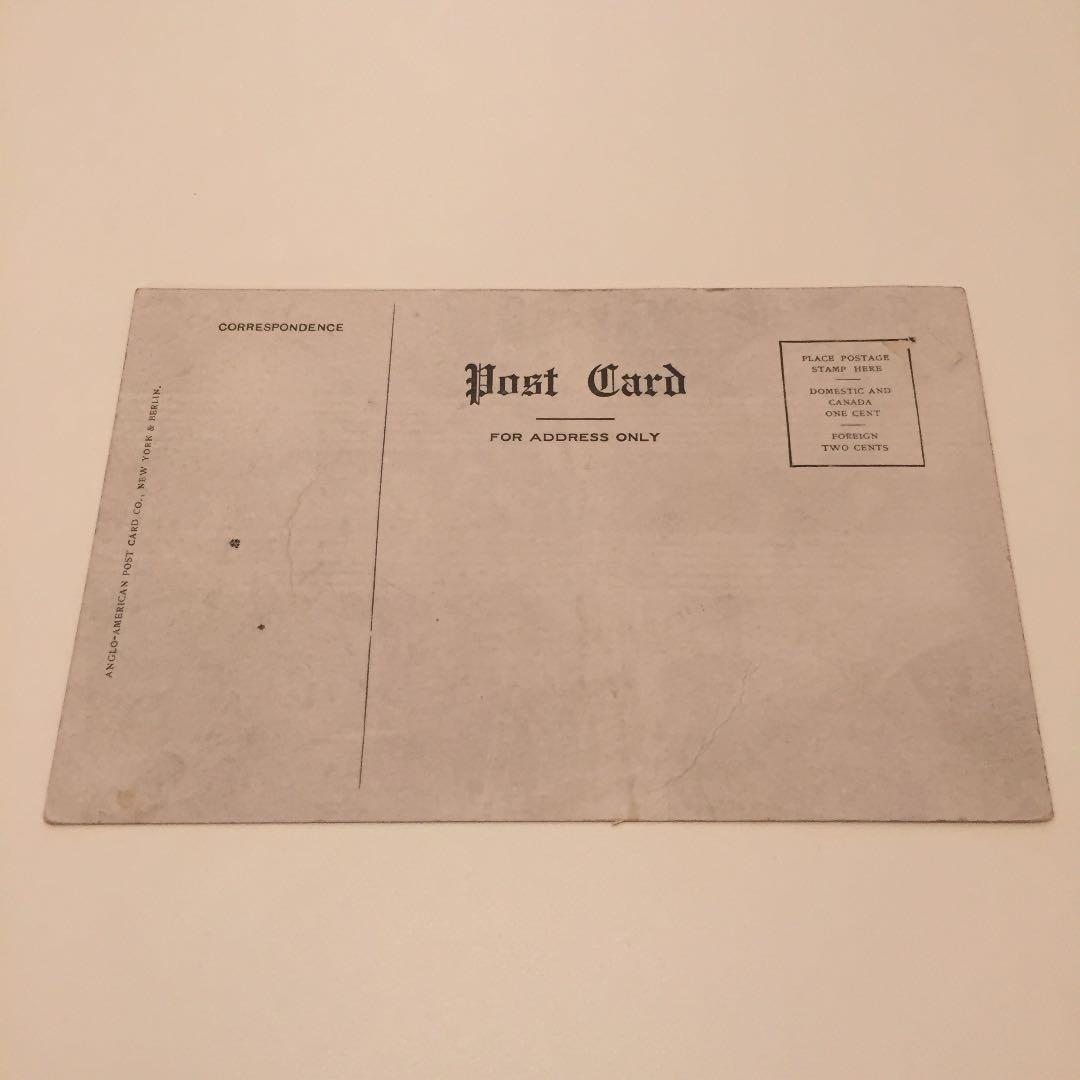 CORRESPONDENCE
Post Card
FOR ADDRESS ONLY
PLACE POSTAGE
STAMP HERE
DOMESTIC AND
CANADA
ONE CENT
FOREIGN
TWO CENTS
ANGLO-AMERICAN POST CARD CO., NEW YORK & BERLIN.